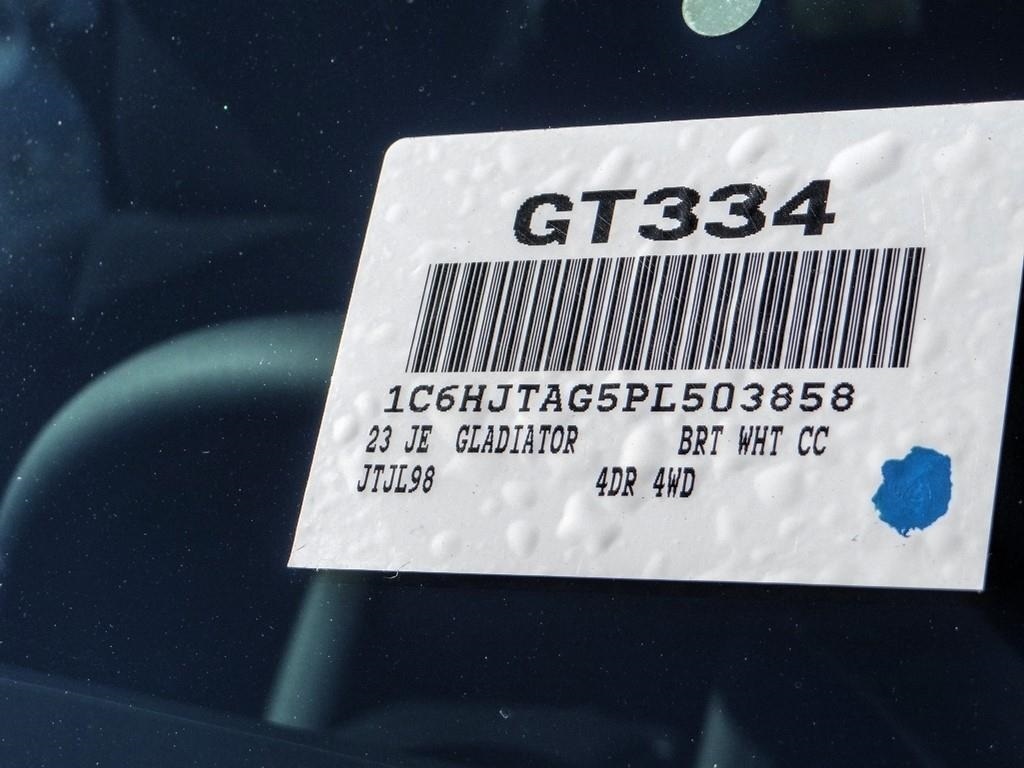 GT334
1C6HJTAG5PL503858
23 JE GLADIATOR BRT WHT CC
JTJL98 4DR 4WD